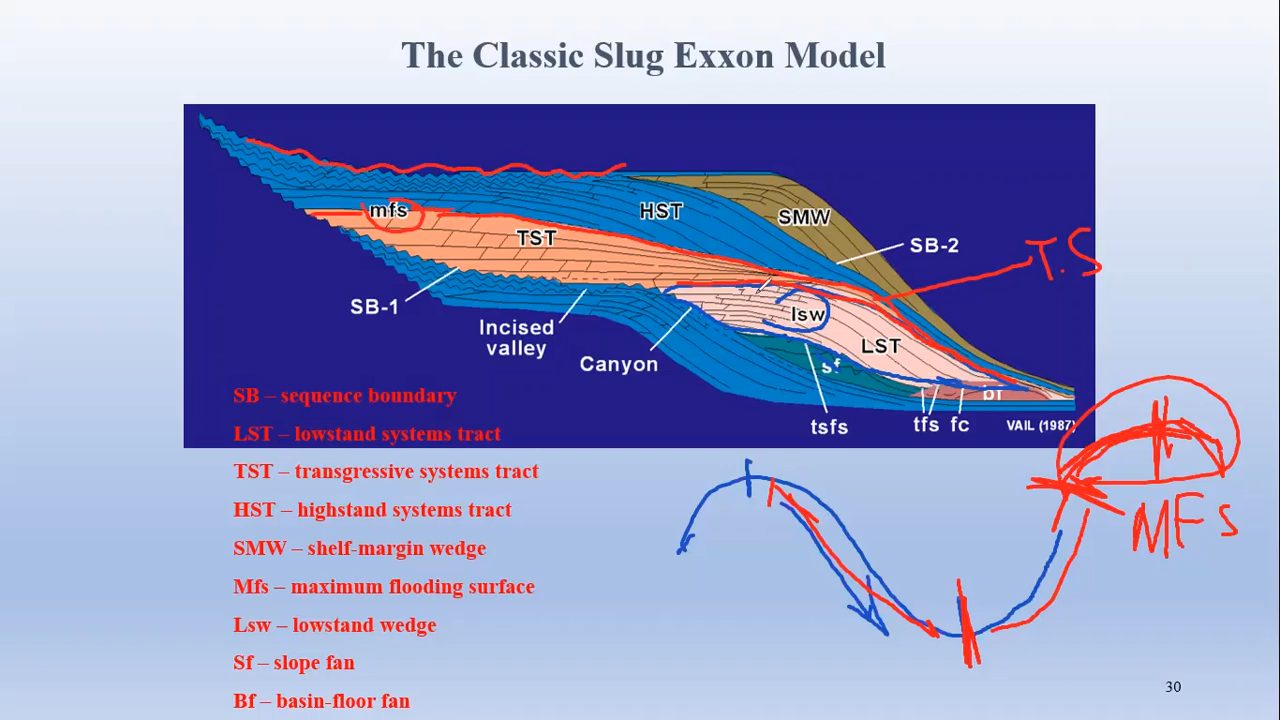 The Classic Slug Exxon Model
mfs
HST
SMW
TST
SB-2
T.S
SB-1
lsw
Incised
valley
Canyon
LST
sf
bf
tsfs
tfs
fc
VAIL (1987)
SB – sequence boundary
LST – lowstand systems tract
TST – transgressive systems tract
HST – highstand systems tract
SMW – shelf-margin wedge
Mfs – maximum flooding surface
Lsw – lowstand wedge
Sf – slope fan
Bf – basin-floor fan
MFS
30